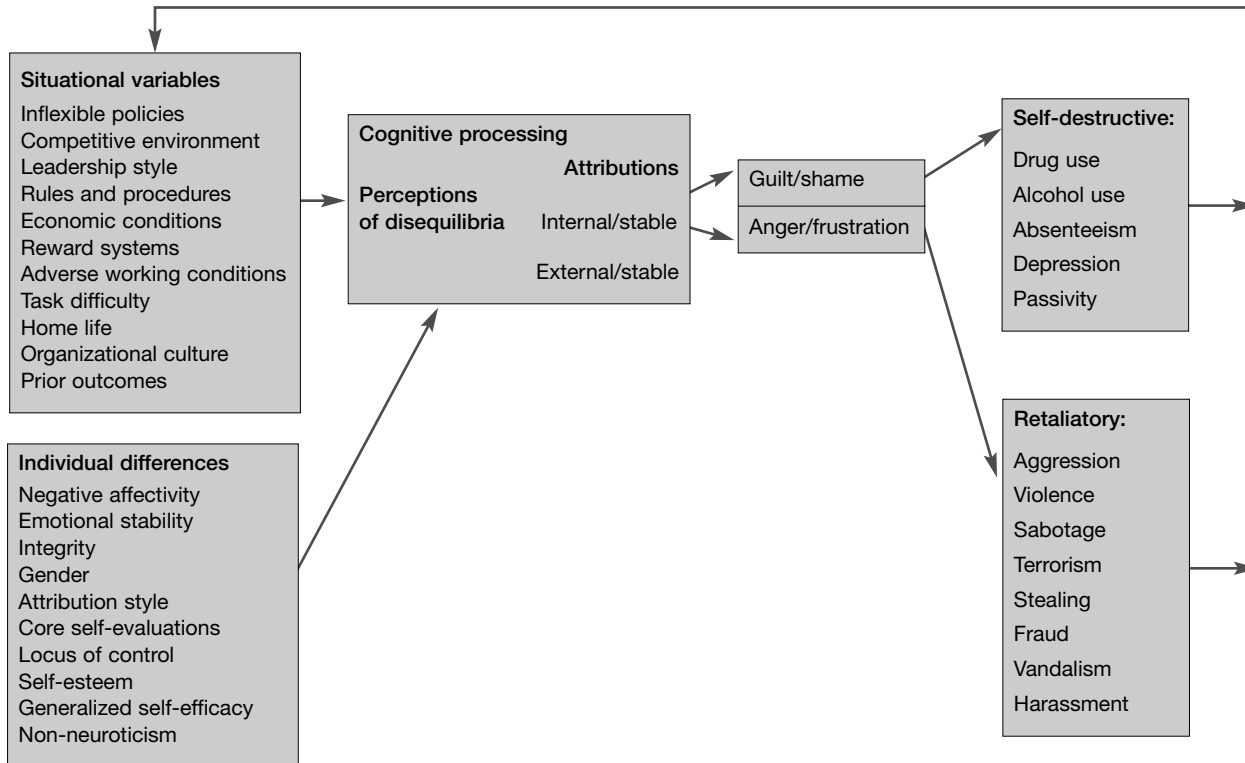 Situational variables
Inflexible policies
Competitive environment
Leadership style
Rules and procedures
Economic conditions
Reward systems
Adverse working conditions
Task difficulty
Home life
Organizational culture
Prior outcomes
Individual differences
Negative affectivity
Emotional stability
Integrity
Gender
Attribution style
Core self-evaluations
Locus of control
Self-esteem
Generalized self-efficacy
Non-neuroticism
Cognitive processing
Attributions
Perceptions
of disequilibria
Internal/stable
External/stable
Guilt/shame
Anger/frustration
Self-destructive:
Drug use
Alcohol use
Absenteeism
Depression
Passivity
Retaliatory:
Aggression
Violence
Sabotage
Terrorism
Stealing
Fraud
Vandalism
Harassment